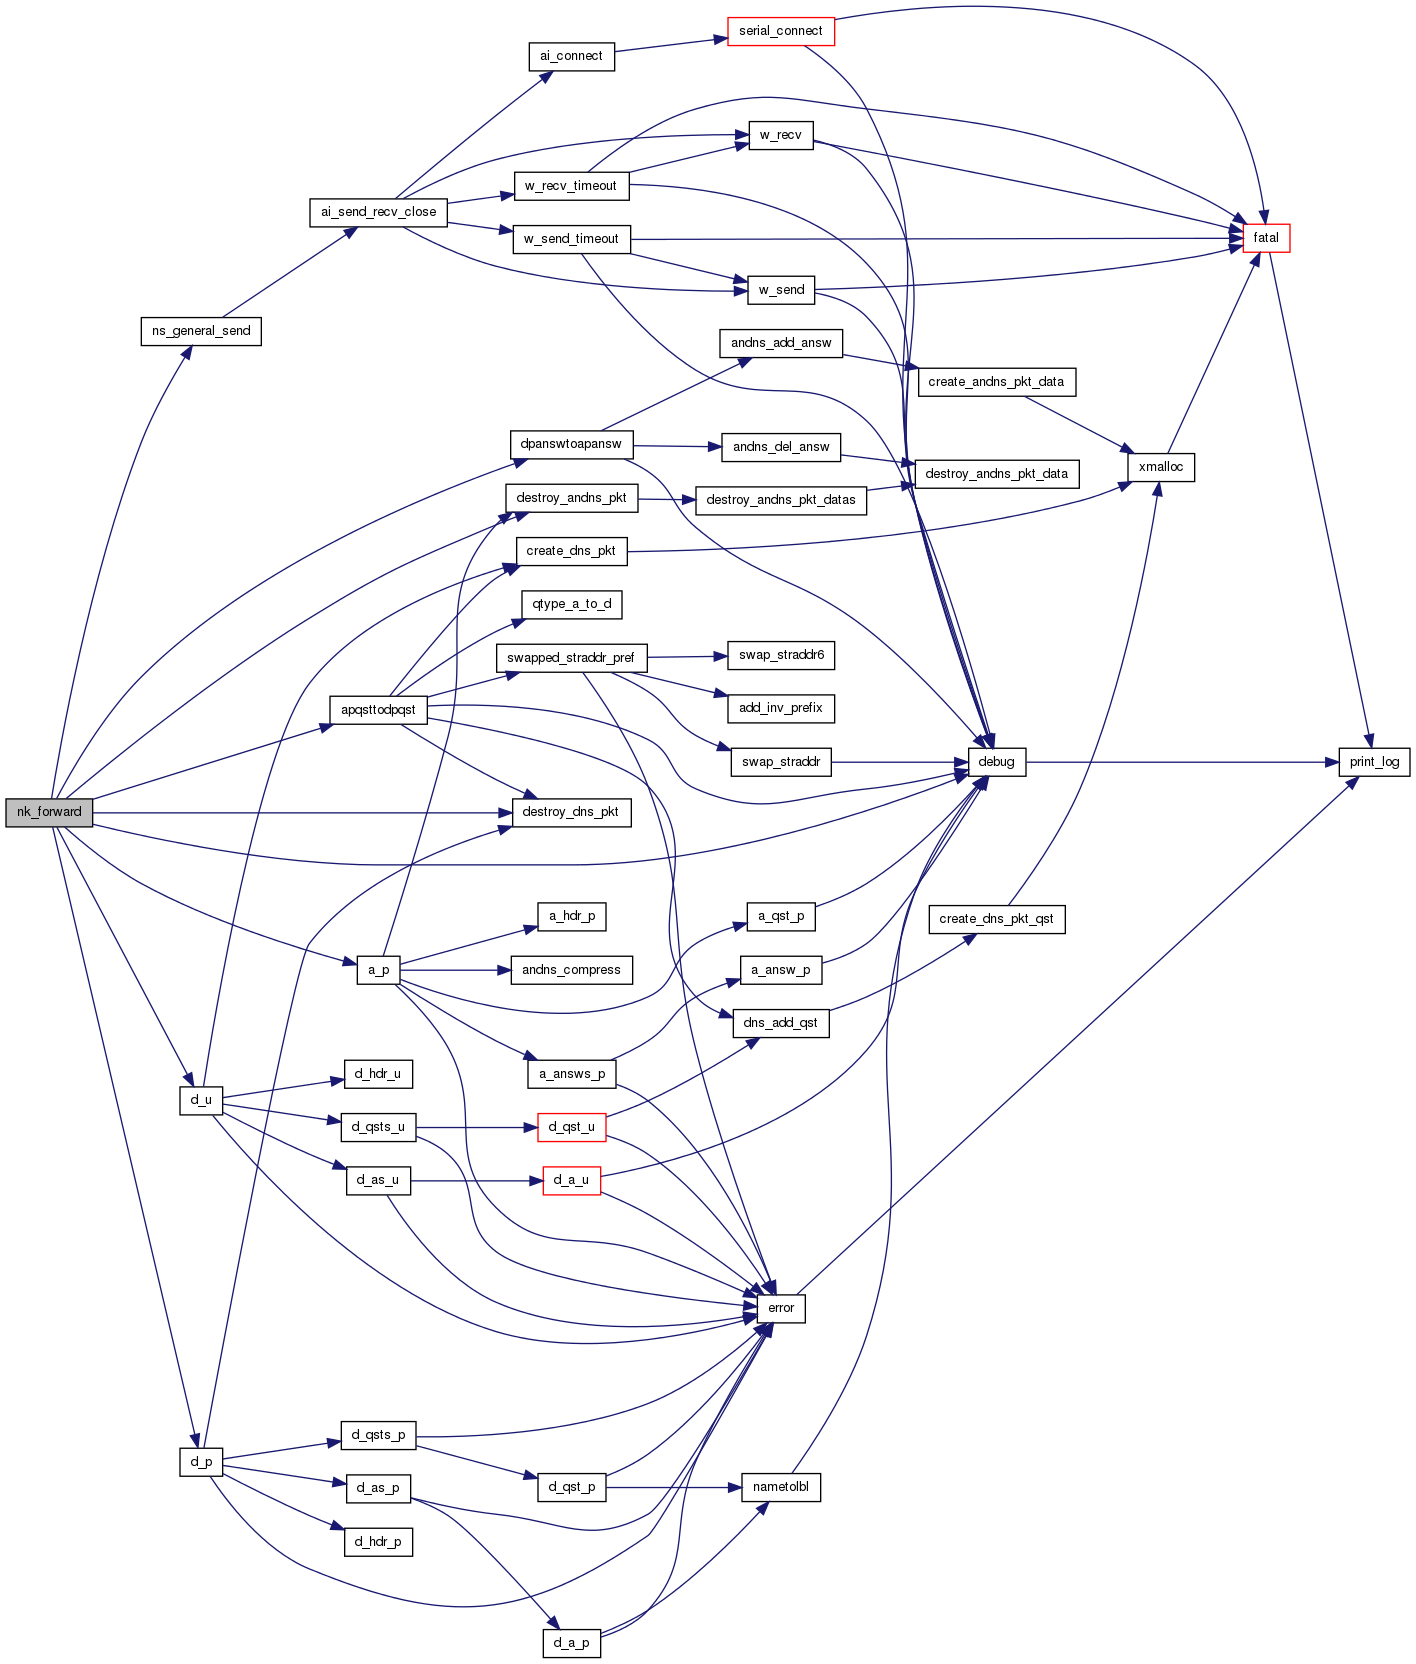 serial_connect
ai_connect
w_recv
w_recv_timeout
ai_send_recv_close
w_send_timeout
fatal
w_send
ns_general_send
andns_add_answ
create_andns_pkt_data
dpanswtoapansw
andns_del_answ
xmalloc
destroy_andns_pkt_data
destroy_andns_pkt
destroy_andns_pkt_datas
create_dns_pkt
qtype_a_to_d
swapped_straddr_pref
swap_straddr6
apqsttodpqst
add_inv_prefix
swap_straddr
debug
print_log
nk_forward
destroy_dns_pkt
a_hdr_p
a_qst_p
create_dns_pkt_qst
a_p
andns_compress
a_answ_p
dns_add_qst
d_hdr_u
a_answs_p
d_u
d_qsts_u
d_qst_u
d_as_u
d_a_u
error
d_qsts_p
d_p
d_as_p
d_qst_p
nametolbl
d_hdr_p
d_a_p